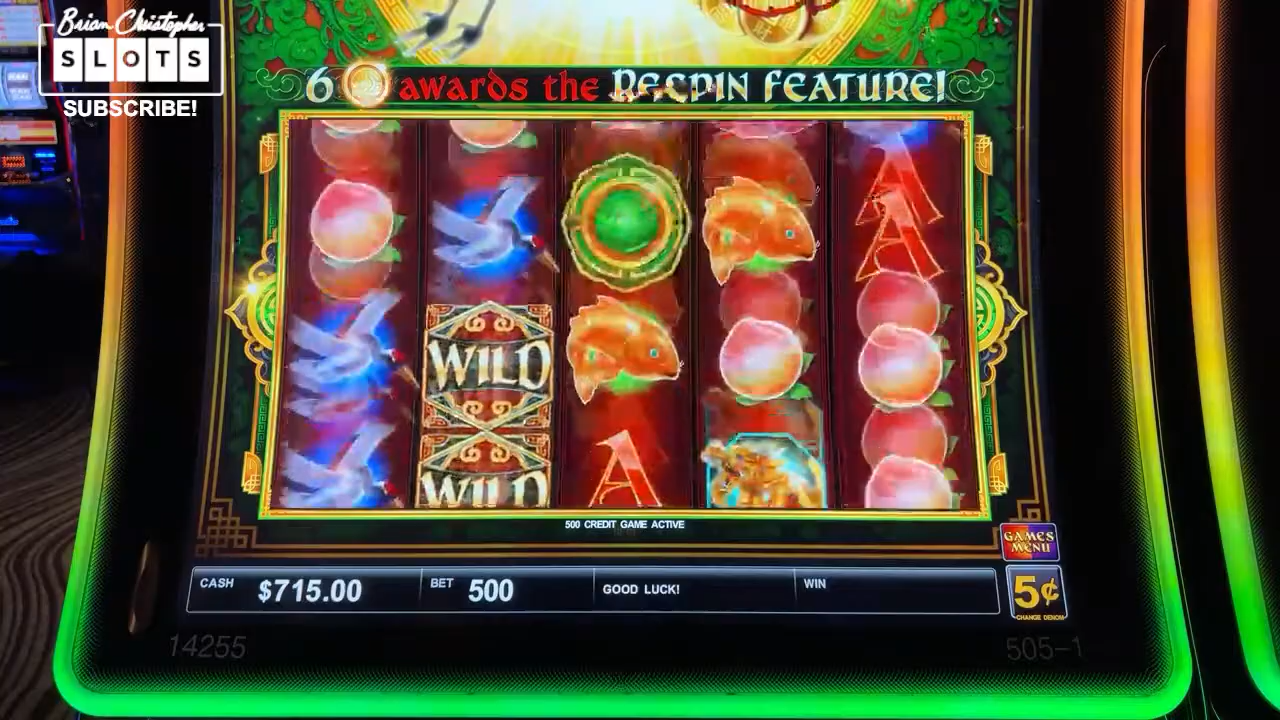 Brian Christopher
SLOTS
SUBSCRIBE!
6 awards the RESPIN FEATURE!
A
A
WILD
WILD
A
500 CREDIT GAME ACTIVE
GAMES
MENU
CASH $715.00 BET 500 GOOD LUCK! WIN
5¢
CHANGE DENOM
14255
505-1